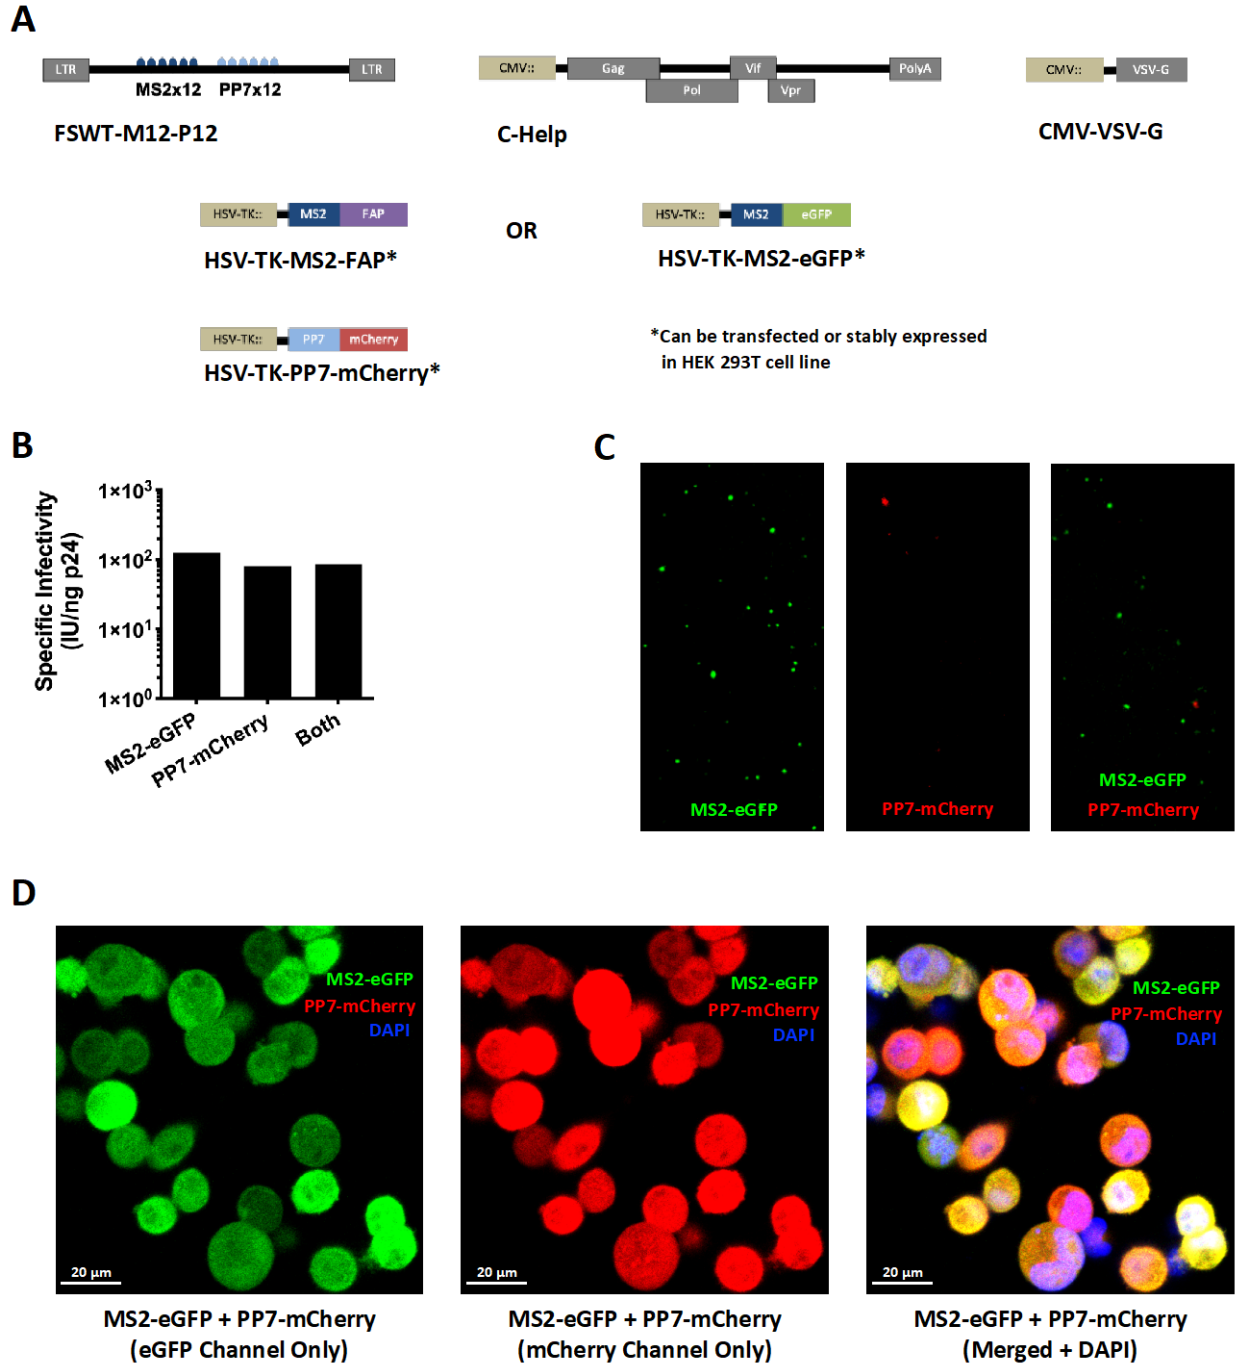 A
LTR
LTR
MS2x12 PP7x12
FSWT-M12-P12
CMV::
Gag
Pol
Vif
Vpr
PolyA
C-Help
CMV::
VSV-G
CMV-VSV-G
HSV-TK::
MS2
FAP
HSV-TK-MS2-FAP*
OR
HSV-TK::
MS2
eGFP
HSV-TK-MS2-eGFP*
HSV-TK::
PP7
mCherry
HSV-TK-PP7-mCherry*
*Can be transfected or stably expressed
in HEK 293T cell line
B
Specific Infectivity
(IU/ng p24)
1×10³
1×10²
1×10¹
1×10⁰
MS2-eGFP
PP7-mCherry
Both
C
MS2-eGFP
PP7-mCherry
MS2-eGFP
PP7-mCherry
D
MS2-eGFP
PP7-mCherry
DAPI
20 µm
MS2-eGFP + PP7-mCherry
(eGFP Channel Only)
MS2-eGFP
PP7-mCherry
DAPI
20 µm
MS2-eGFP + PP7-mCherry
(mCherry Channel Only)
MS2-eGFP
PP7-mCherry
DAPI
20 µm
MS2-eGFP + PP7-mCherry
(Merged + DAPI)